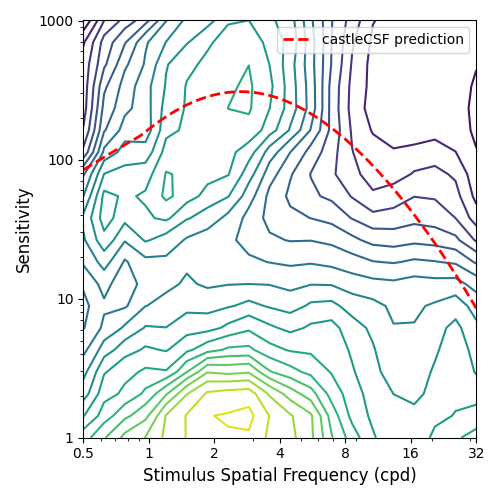 castleCSF prediction
Sensitivity
1000
100
10
1
0.5 1 2 4 8 16 32
Stimulus Spatial Frequency (cpd)